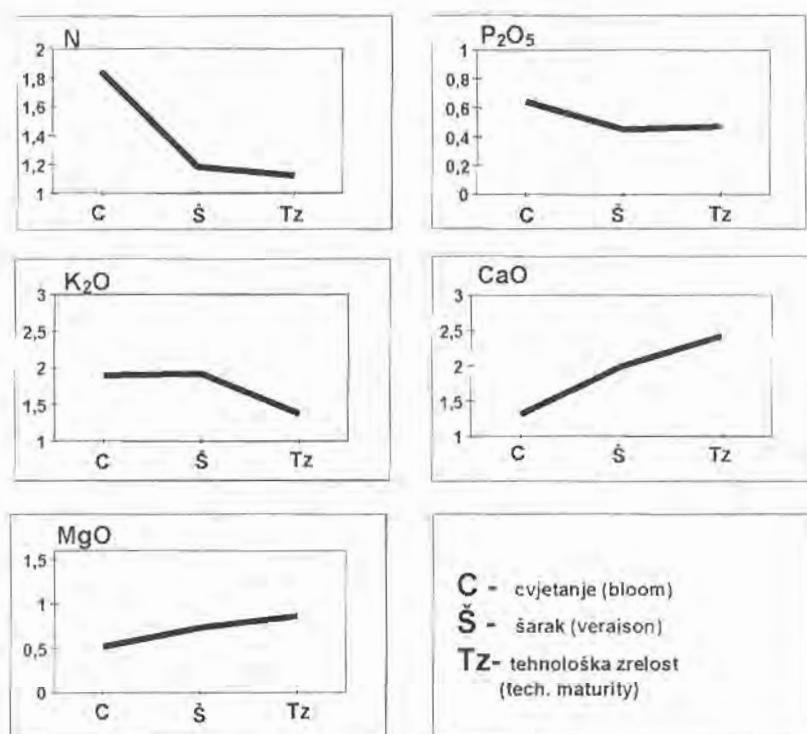 N
2
1,8
1,6
1,4
1,2
1
C Š Tz
P₂O₅
1
0,8
0,6
0,4
0,2
0
C Š Tz
K₂O
3
2,5
2
1,5
1
C Š Tz
CaO
3
2,5
2
1,5
1
C Š Tz
MgO
1,5
1
0,5
0
C Š Tz
C - cvjetanje (bloom)
Š - šarak (veraison)
Tz- tehnološka zrelost
(tech. maturity)